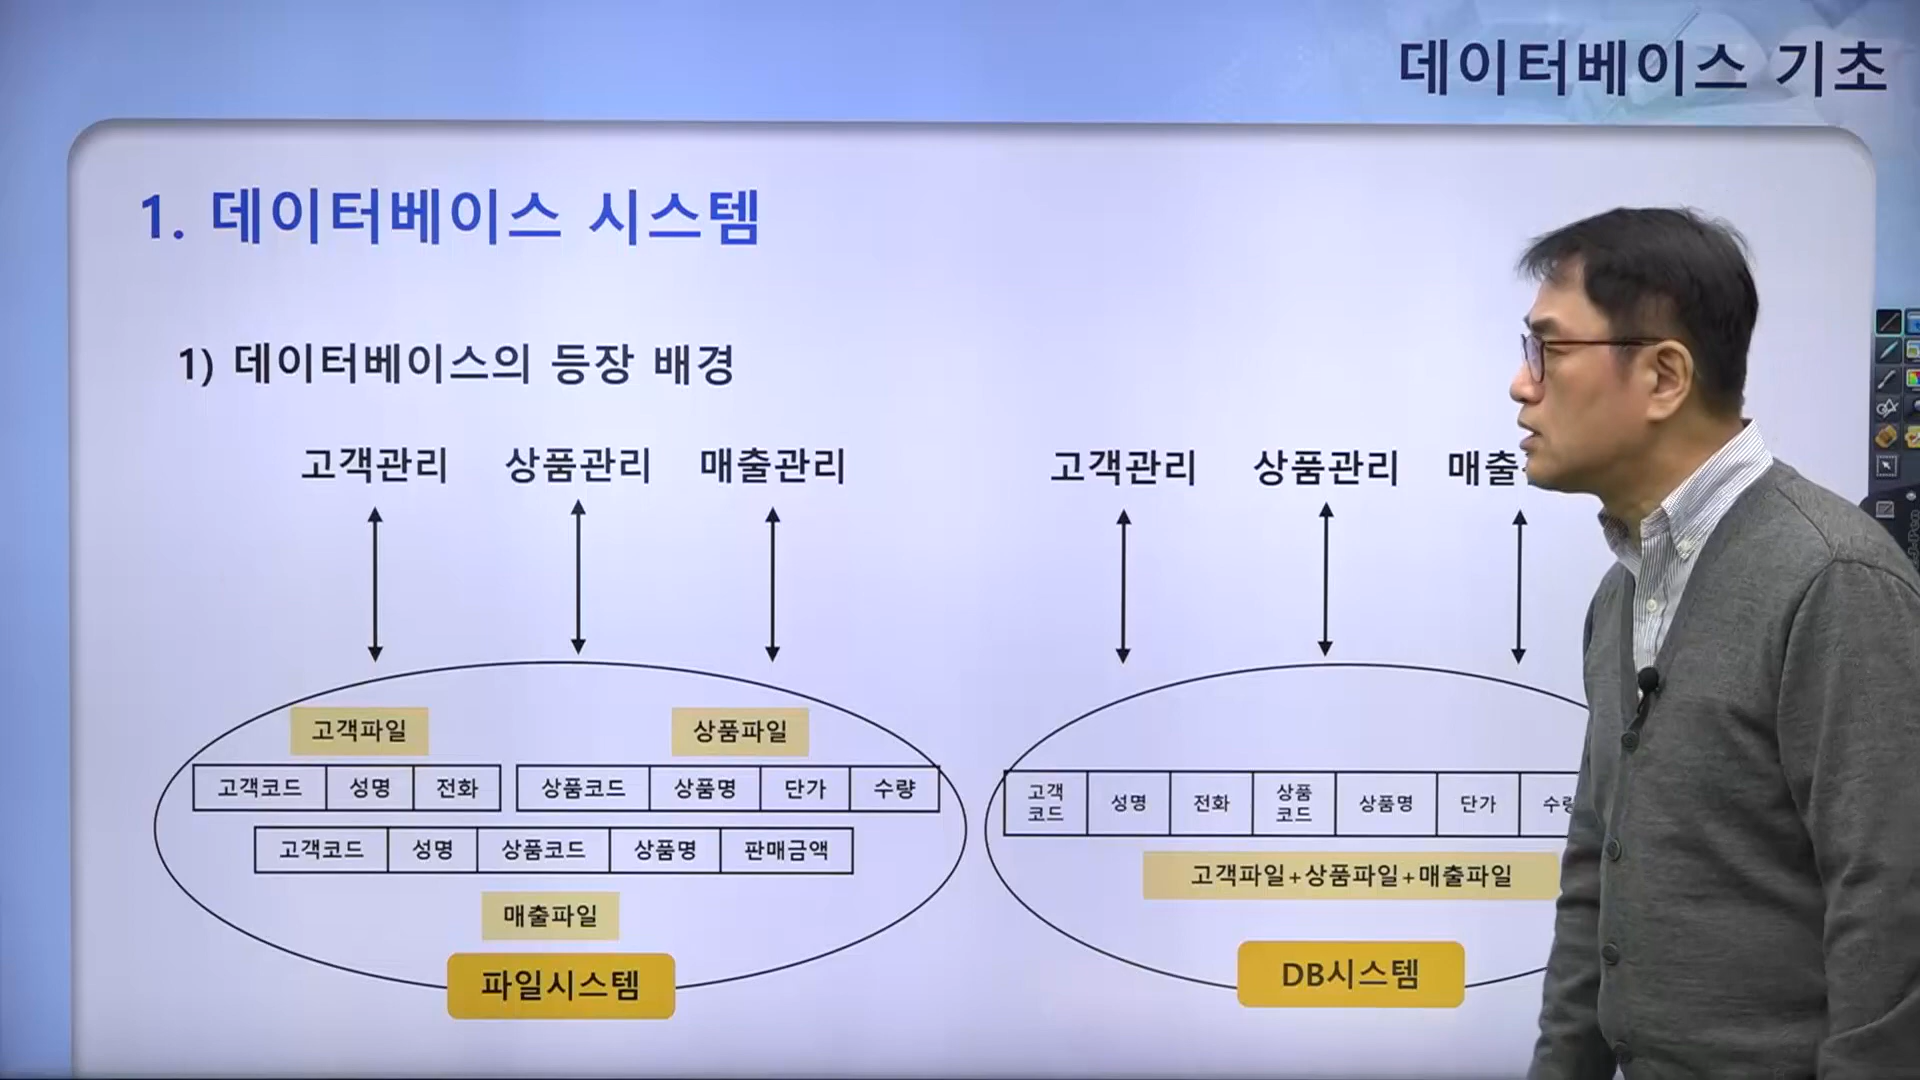 데이터베이스 기초
1. 데이터베이스 시스템
1) 데이터베이스의 등장 배경
고객관리 상품관리 매출관리
고객파일 상품파일
고객코드 성명 전화 상품코드 상품명 단가 수량
고객코드 성명 상품코드 상품명 판매금액
매출파일
파일시스템
고객관리 상품관리 매출
고객
코드 성명 전화 상품
코드 상품명 단가 수량
고객파일+상품파일+매출파일
DB시스템